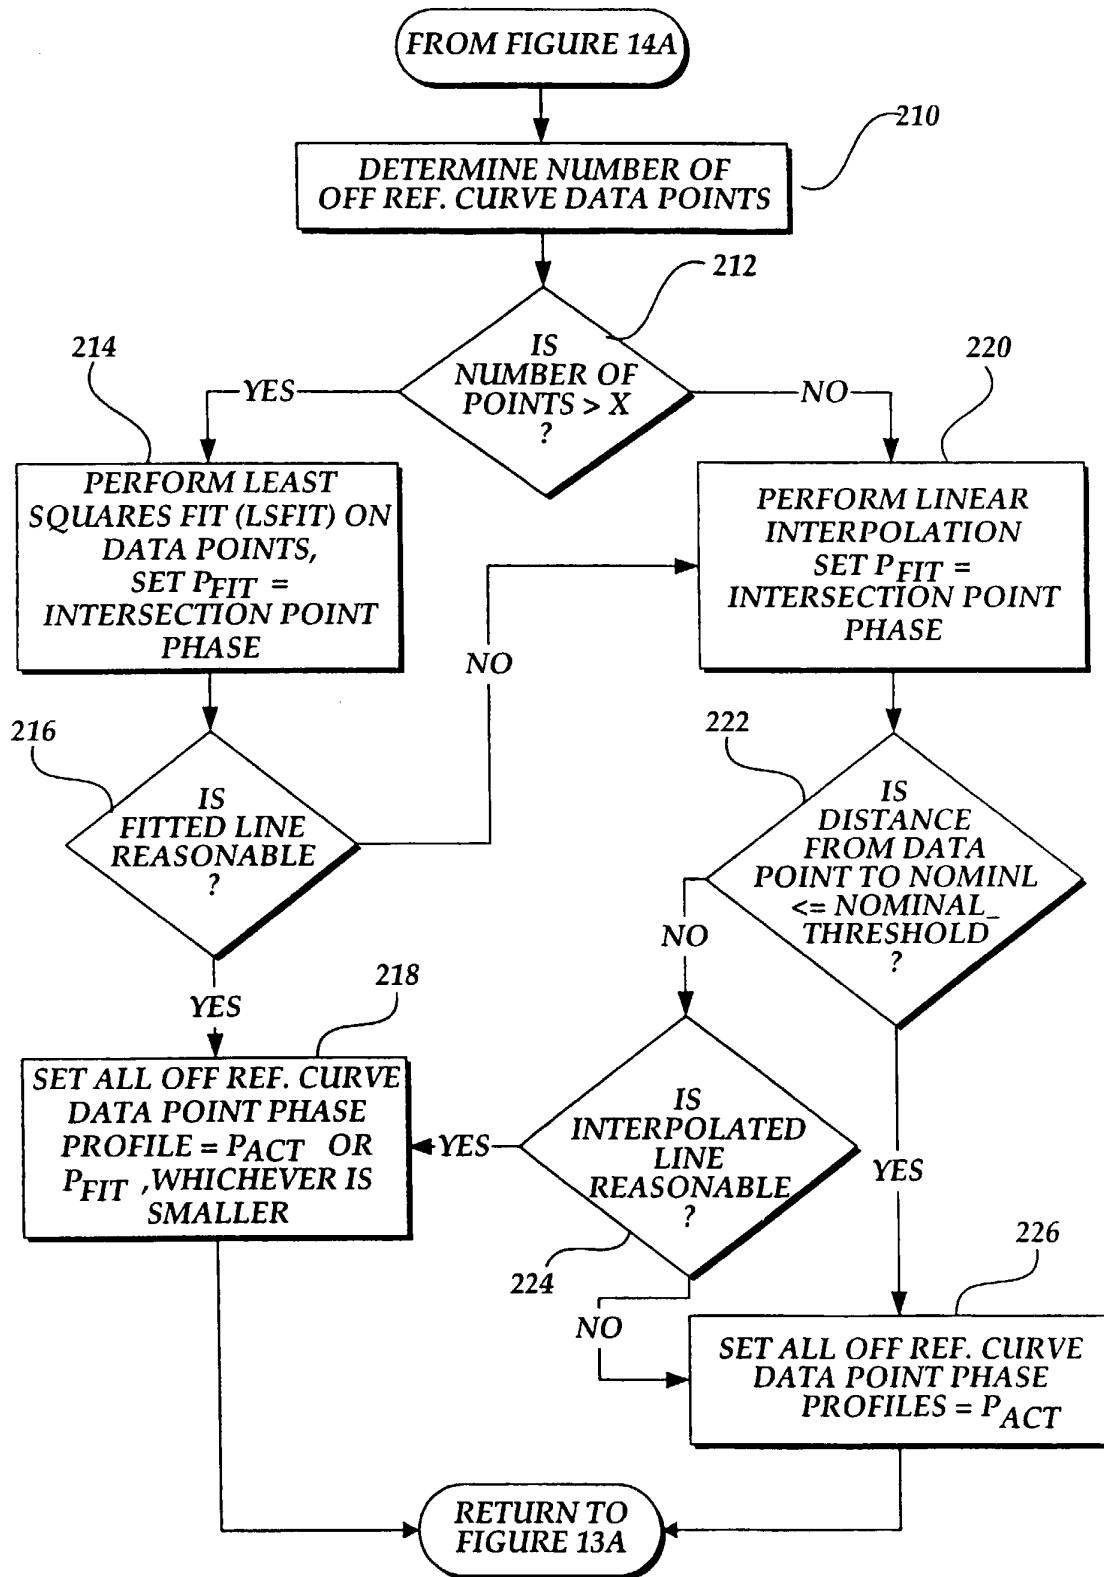 FROM FIGURE 14A
210
DETERMINE NUMBER OF
OFF REF. CURVE DATA POINTS
212
IS
NUMBER OF
POINTS > X
?
214
YES
NO
220
PERFORM LEAST
SQUARES FIT (LSFIT) ON
DATA POINTS,
SET PFIT =
INTERSECTION POINT
PHASE
PERFORM LINEAR
INTERPOLATION
SET PFIT =
INTERSECTION POINT
PHASE
NO
216
IS
FITTED LINE
REASONABLE
?
222
IS
DISTANCE
FROM DATA
POINT TO NOMINL
<= NOMINAL_
THRESHOLD
?
NO
YES
218
SET ALL OFF REF. CURVE
DATA POINT PHASE
PROFILE = PACT OR
PFIT ,WHICHEVER IS
SMALLER
YES
IS
INTERPOLATED
LINE
REASONABLE
?
224
YES
NO
226
SET ALL OFF REF. CURVE
DATA POINT PHASE
PROFILES = PACT
RETURN TO
FIGURE 13A